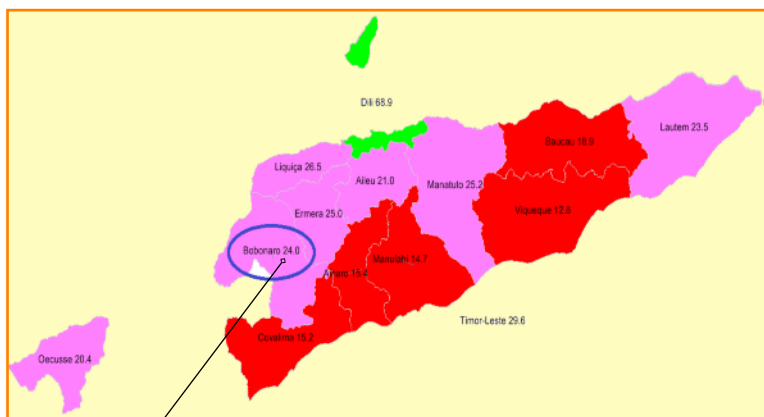 Dili 68.9
Baucau 18.9
Lautem 23.5
Liquiça 26.5
Aileu 21.0
Manatuto 25.2
Ermera 25.0
Viqueque 12.8
Bobonaro 24.0
Ainaro 15.4
Manufahi 14.7
Timor-Leste 29.6
Covalima 15.2
Oecusse 20.4